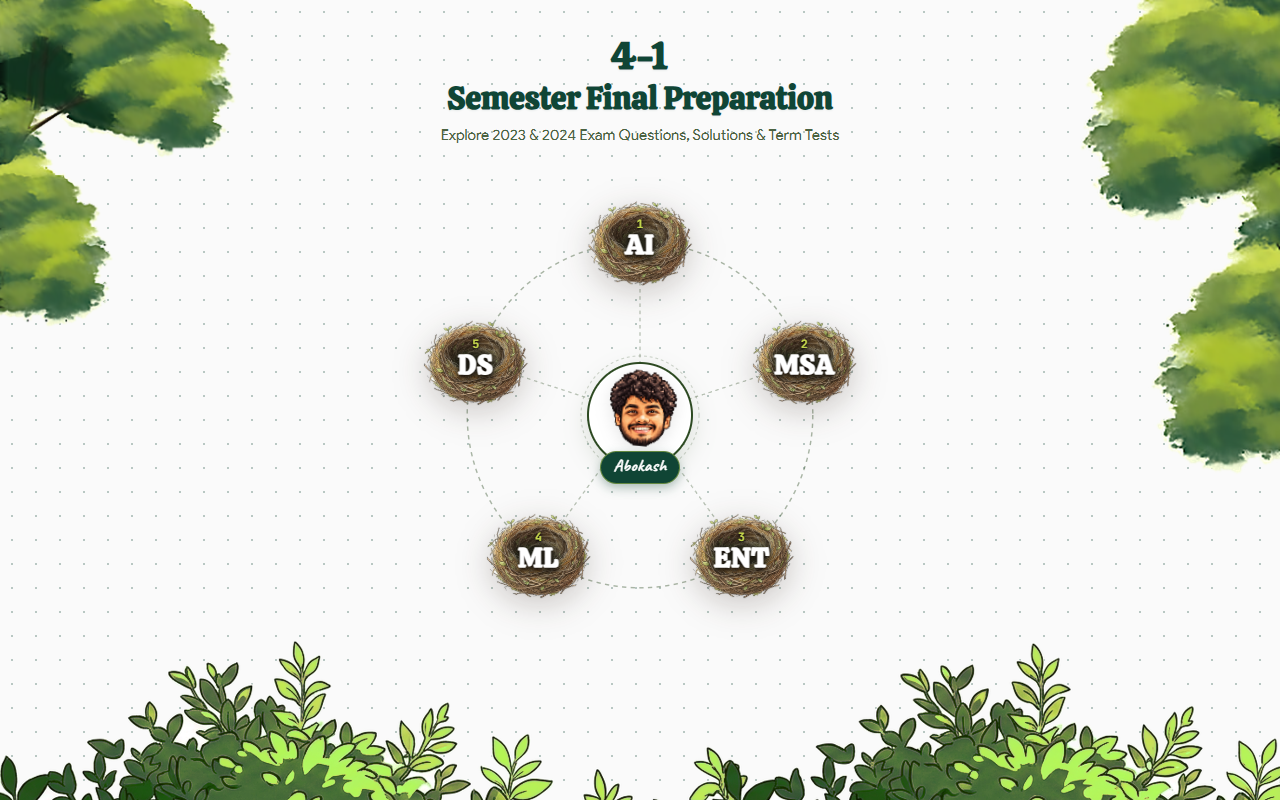 4-1
Semester Final Preparation
Explore 2023 & 2024 Exam Questions, Solutions & Term Tests
1
AI
5
DS
2
MSA
Abokash
4
ML
3
ENT